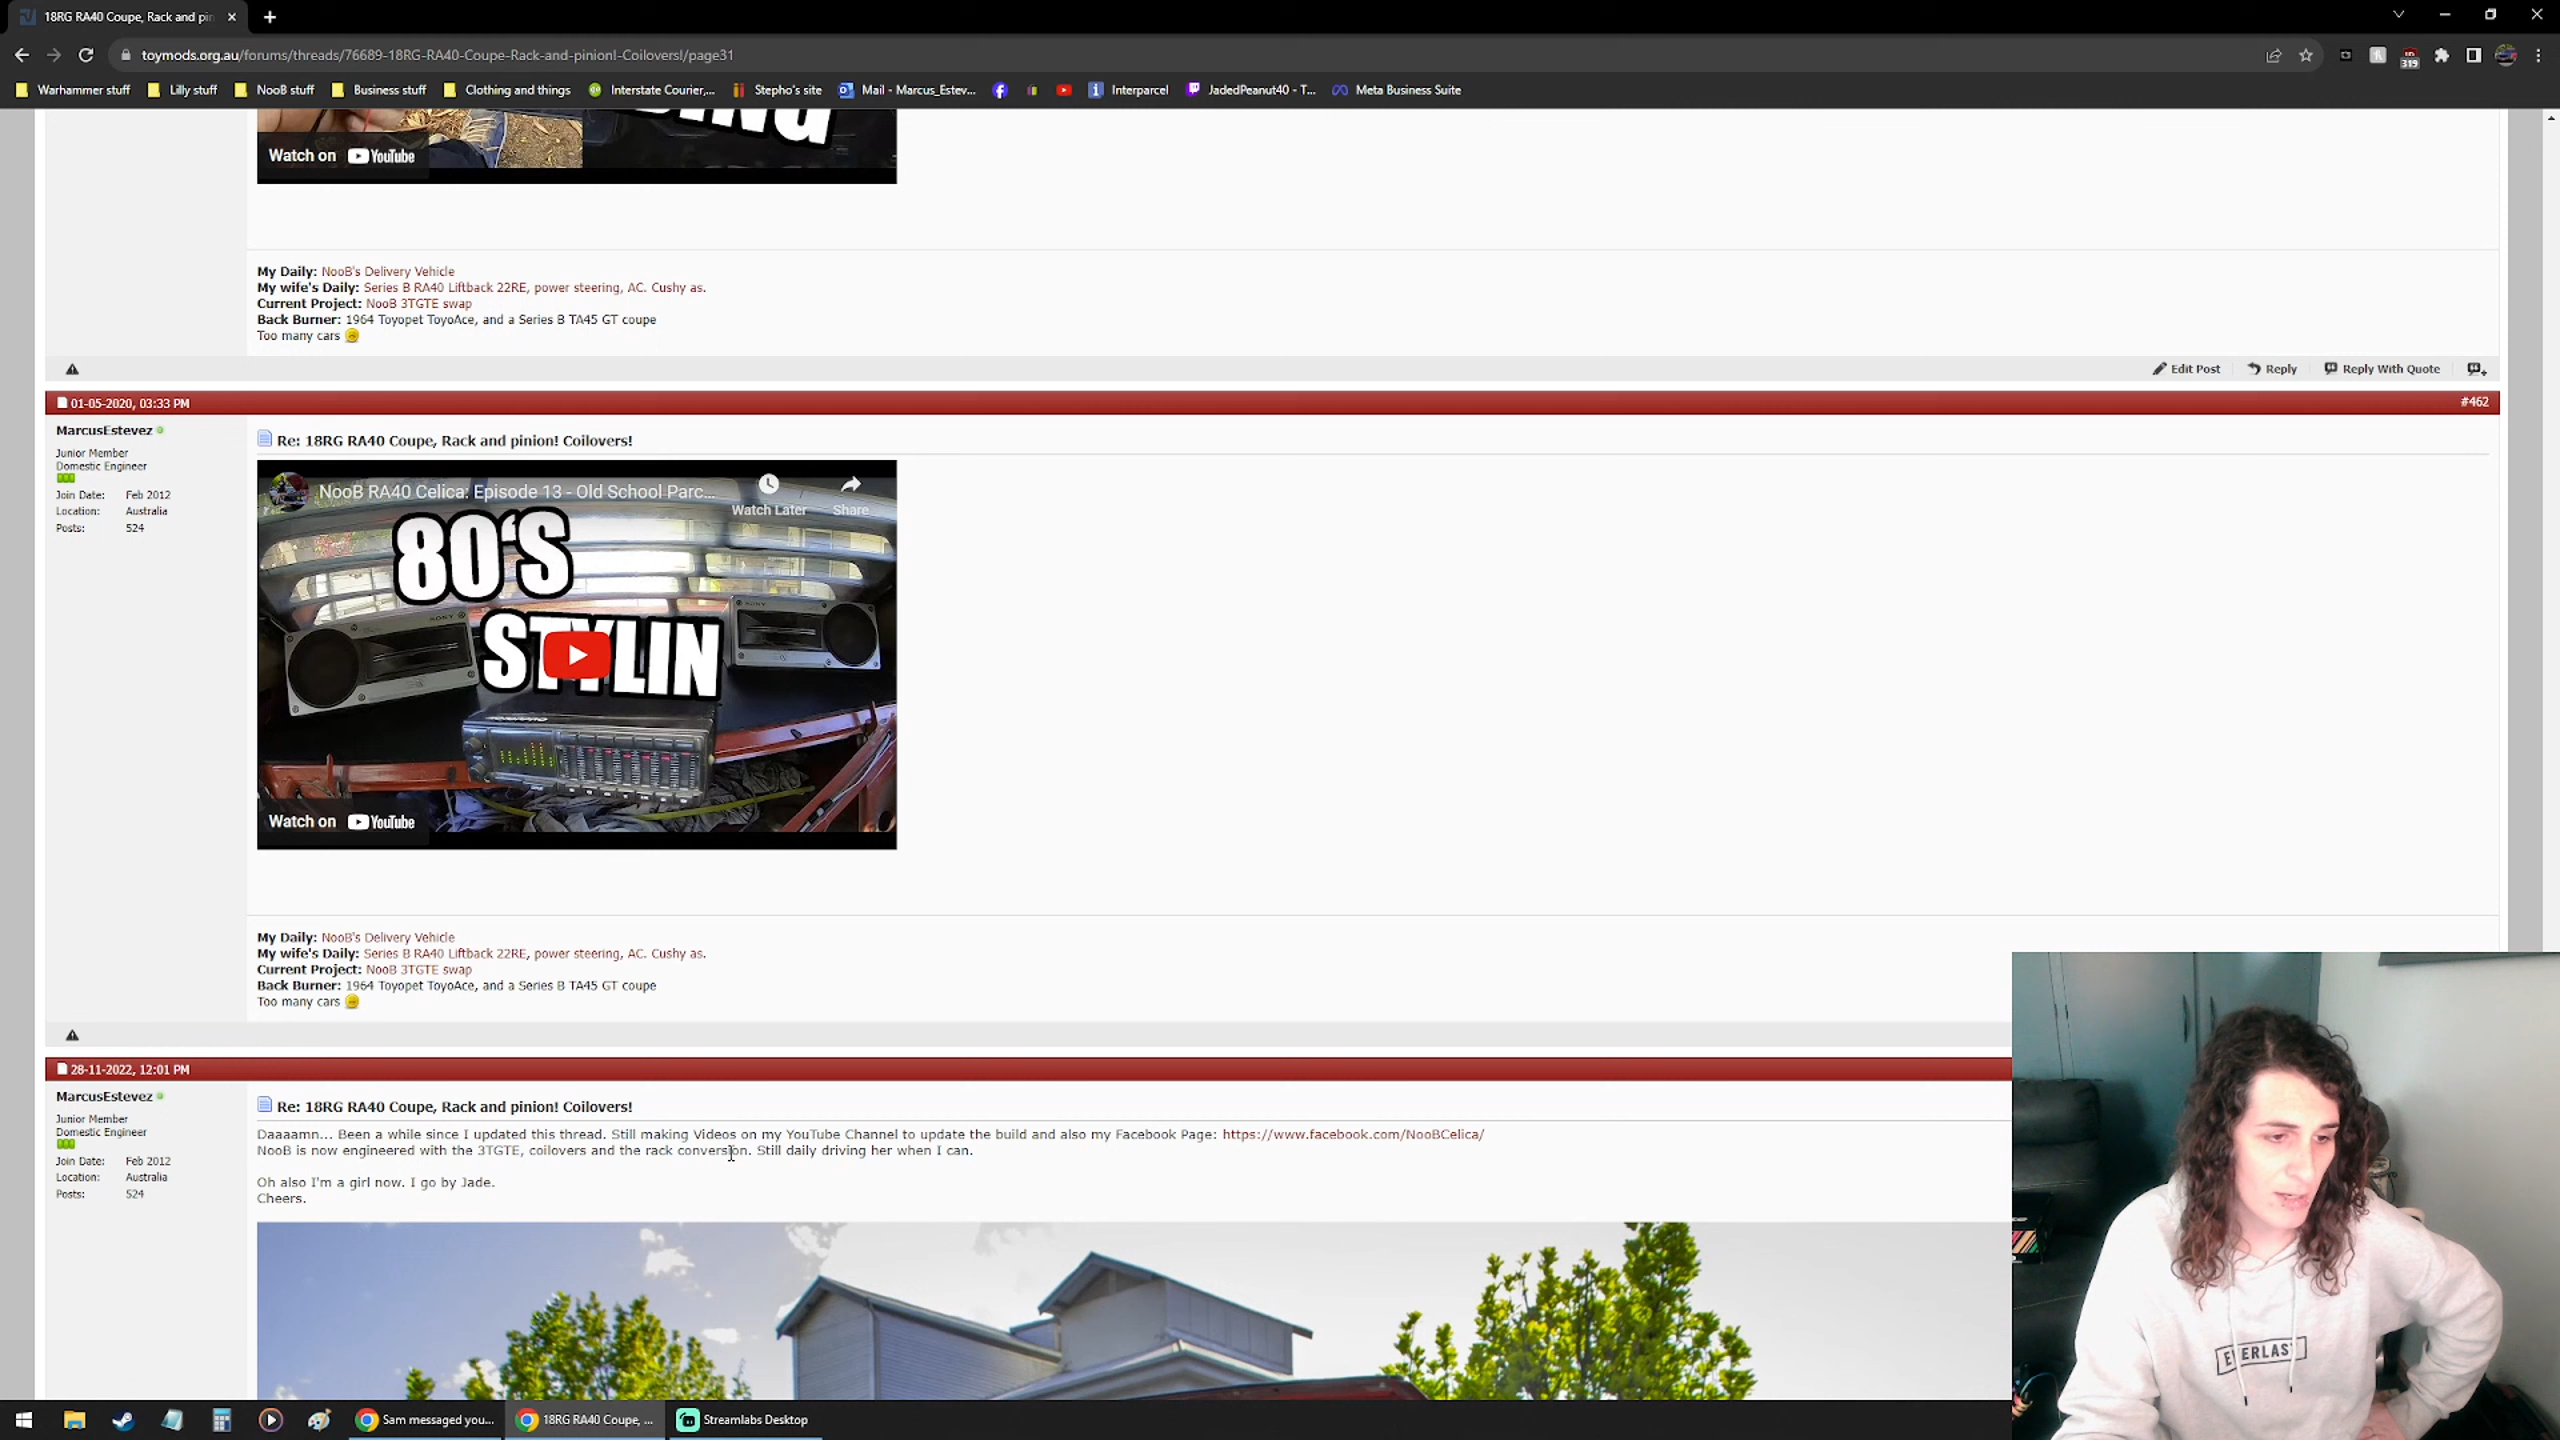 18RG RA40 Coupe, Rack and pin
toymods.org.au/forums/threads/76689-18RG-RA40-Coupe-Rack-and-pinion!-Coilovers!/page31
319
Warhammer stuff
Lilly stuff
NooB stuff
Business stuff
Clothing and things
Interstate Courier,...
Stepho's site
Mail - Marcus_Estev...
Interparcel
JadedPeanut40 - T...
Meta Business Suite
Watch on YouTube
My Daily: NooB's Delivery Vehicle
My wife's Daily: Series B RA40 Liftback 22RE, power steering, AC. Cushy as.
Current Project: NooB 3TGTE swap
Back Burner: 1964 Toyopet ToyoAce, and a Series B TA45 GT coupe
Too many cars
Edit Post Reply Reply With Quote
01-05-2020, 03:33 PM #462
MarcusEstevez
Junior Member
Domestic Engineer
Join Date: Feb 2012
Location: Australia
Posts: 524
Re: 18RG RA40 Coupe, Rack and pinion! Coilovers!
NooB RA40 Celica: Episode 13 - Old School Parc...
Watch Later Share
80'S
STYLIN
SONY
SONY
Watch on YouTube
My Daily: NooB's Delivery Vehicle
My wife's Daily: Series B RA40 Liftback 22RE, power steering, AC. Cushy as.
Current Project: NooB 3TGTE swap
Back Burner: 1964 Toyopet ToyoAce, and a Series B TA45 GT coupe
Too many cars
28-11-2022, 12:01 PM
MarcusEstevez
Junior Member
Domestic Engineer
Join Date: Feb 2012
Location: Australia
Posts: 524
Re: 18RG RA40 Coupe, Rack and pinion! Coilovers!
Daaaamn... Been a while since I updated this thread. Still making Videos on my YouTube Channel to update the build and also my Facebook Page: https://www.facebook.com/NooBCelica/
NooB is now engineered with the 3TGTE, coilovers and the rack conversion. Still daily driving her when I can.
Oh also I'm a girl now. I go by Jade.
Cheers.
EVERLAST
Sam messaged you...
18RG RA40 Coupe, ...
Streamlabs Desktop